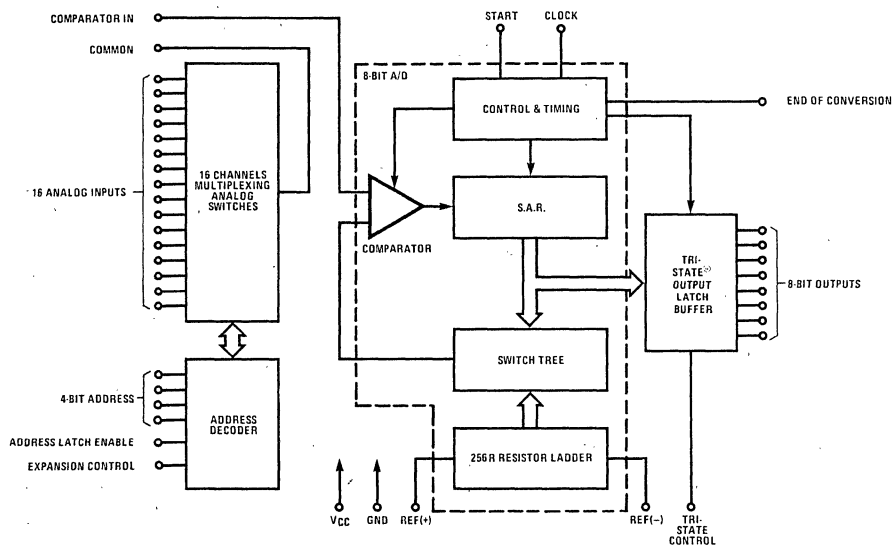 START
CLOCK
COMPARATOR IN
COMMON
8-BIT A/D
CONTROL & TIMING
END OF CONVERSION
16 ANALOG INPUTS
16 CHANNELS
MULTIPLEXING
ANALOG
SWITCHES
S.A.R.
COMPARATOR
TRI-
STATE®
OUTPUT
LATCH
BUFFER
8-BIT OUTPUTS
SWITCH TREE
4-BIT ADDRESS
ADDRESS
DECODER
ADDRESS LATCH ENABLE
EXPANSION CONTROL
256R RESISTOR LADDER
VCC
GND
REF(+)
REF(−)
TRI-
STATE
CONTROL